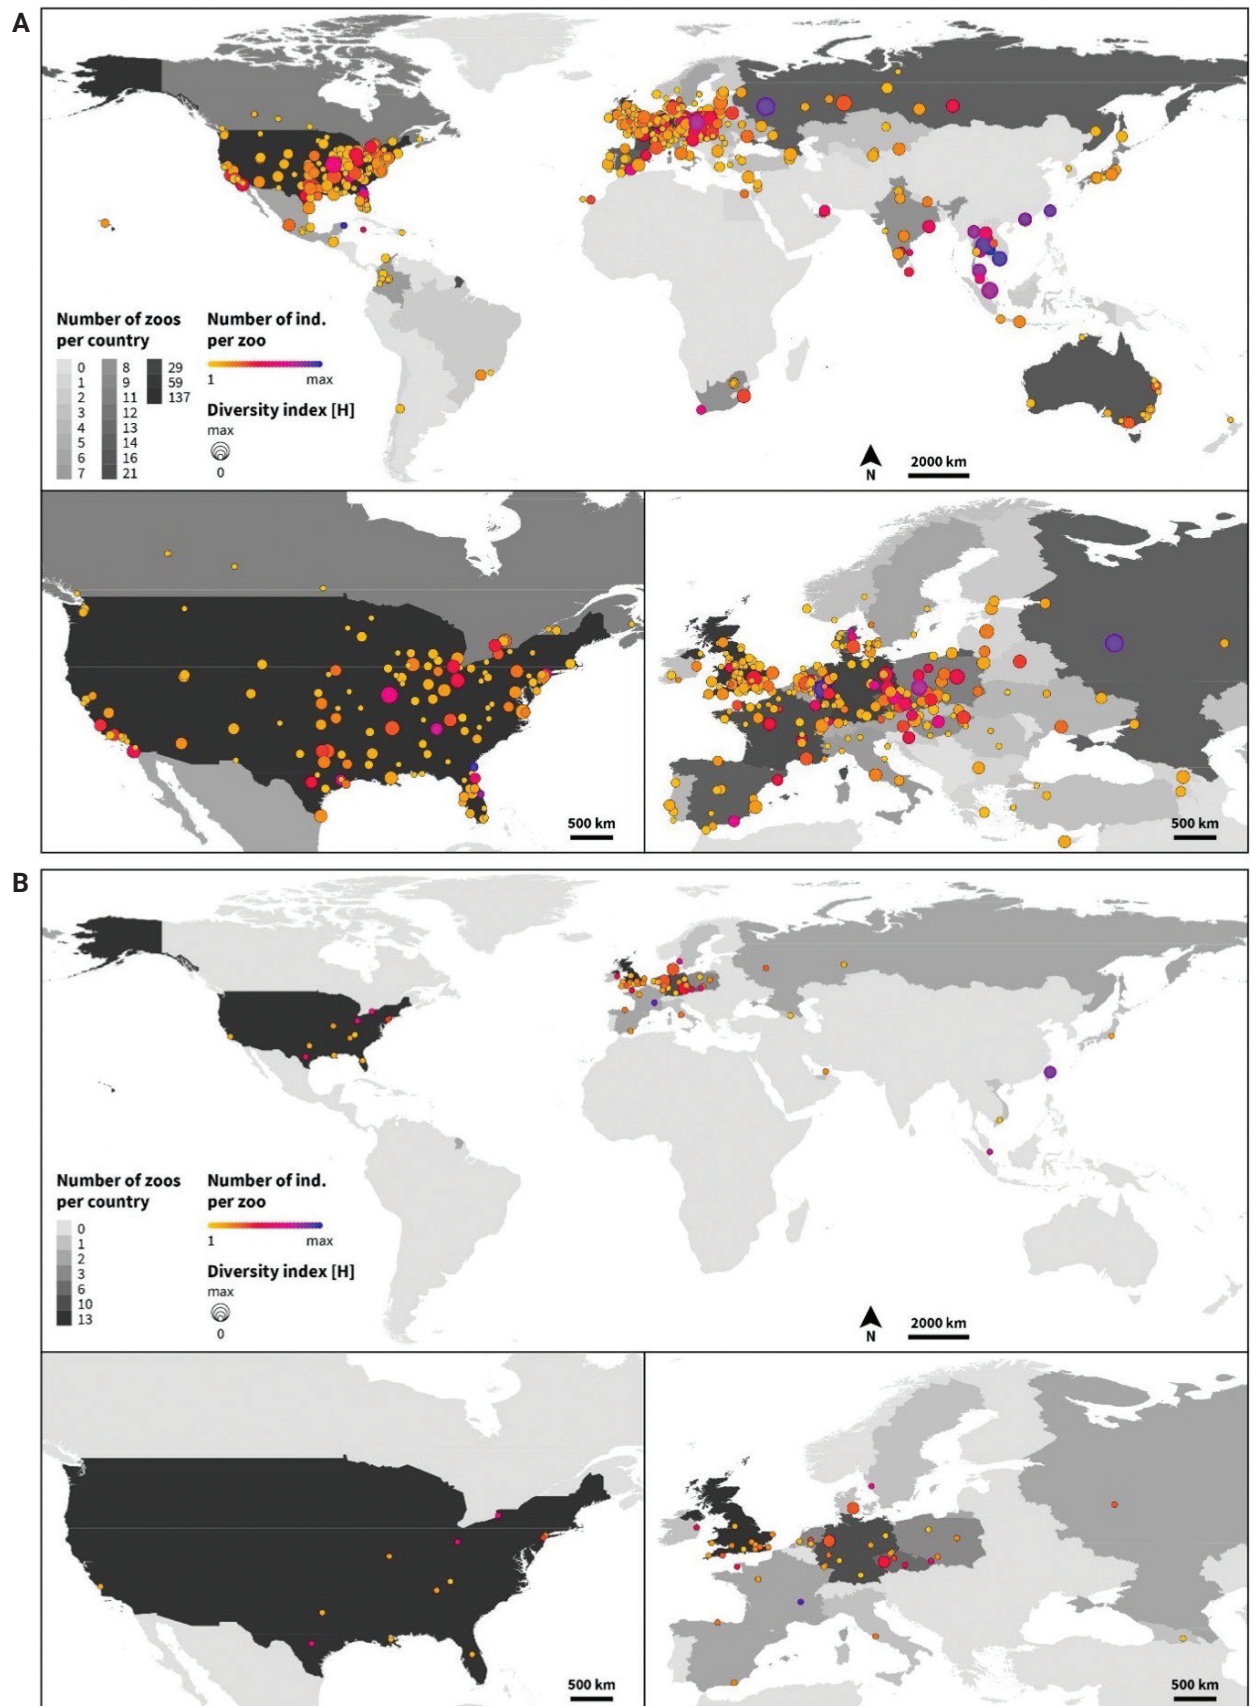 A
Number of zoos
per country
0
1
2
3
4
5
6
7
8
9
11
12
13
14
16
21
29
59
137
Number of ind.
per zoo
1 max
Diversity index [H]
max
0
N
2000 km
500 km
500 km
B
Number of zoos
per country
0
1
2
3
6
10
13
Number of ind.
per zoo
1 max
Diversity index [H]
max
0
N
2000 km
500 km
500 km